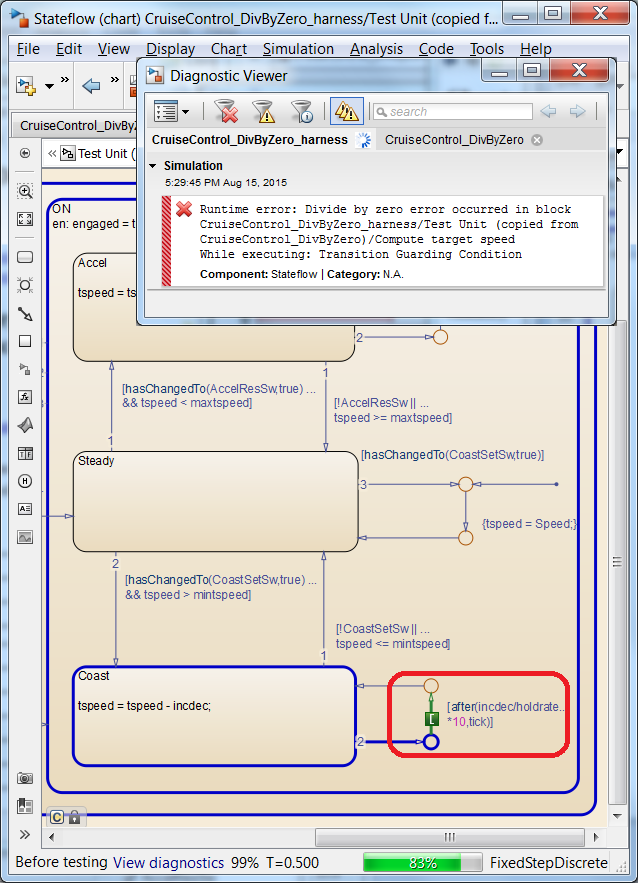 Stateflow (chart) CruiseControl_DivByZero_harness/Test Unit (copied f...
File Edit View Display Chart Simulation Analysis Code Tools Help
Diagnostic Viewer
search
CruiseControl_DivByZero_harness CruiseControl_DivByZero
Simulation
5:29:45 PM Aug 15, 2015
Runtime error: Divide by zero error occurred in block
CruiseControl_DivByZero_harness/Test Unit (copied from
CruiseControl_DivByZero)/Compute target speed
While executing: Transition Guarding Condition
Component: Stateflow | Category: N.A.
CruiseControl_DivByZ
Test Unit (
ON
en: engaged = t
Accel
tspeed = ts
2
1
[hasChangedTo(AccelResSw,true) ...
&& tspeed < maxtspeed]
[!AccelResSw || ...
tspeed >= maxtspeed]
1
Steady
[hasChangedTo(CoastSetSw,true)]
3
{tspeed = Speed;}
2
[hasChangedTo(CoastSetSw,true) ...
&& tspeed > mintspeed]
[!CoastSetSw || ...
tspeed <= mintspeed]
1
Coast
tspeed = tspeed - incdec;
[after(incdec/holdrate...
*10,tick)]
2
C
Before testing View diagnostics 99% T=0.500 83% FixedStepDiscrete